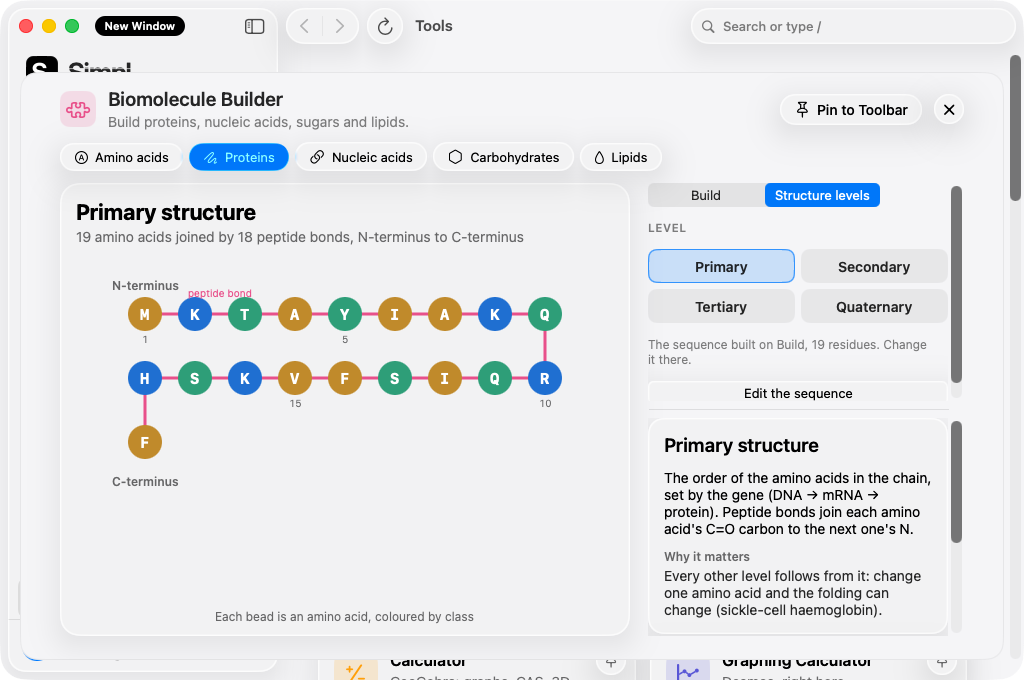 New Window
Tools
Search or type /
Simpl
Biomolecule Builder
Build proteins, nucleic acids, sugars and lipids.
Pin to Toolbar
Amino acids
Proteins
Nucleic acids
Carbohydrates
Lipids
Primary structure
19 amino acids joined by 18 peptide bonds, N-terminus to C-terminus
N-terminus
peptide bond
M K T A Y I A K Q
1 5
H S K V F S I Q R
15 10
F
C-terminus
Each bead is an amino acid, coloured by class
Build
Structure levels
LEVEL
Primary
Secondary
Tertiary
Quaternary
The sequence built on Build, 19 residues. Change
it there.
Edit the sequence
Primary structure
The order of the amino acids in the chain,
set by the gene (DNA → mRNA →
protein). Peptide bonds join each amino
acid's C=O carbon to the next one's N.
Why it matters
Every other level follows from it: change
one amino acid and the folding can
change (sickle-cell haemoglobin).
Calculator
Graphing Calculator